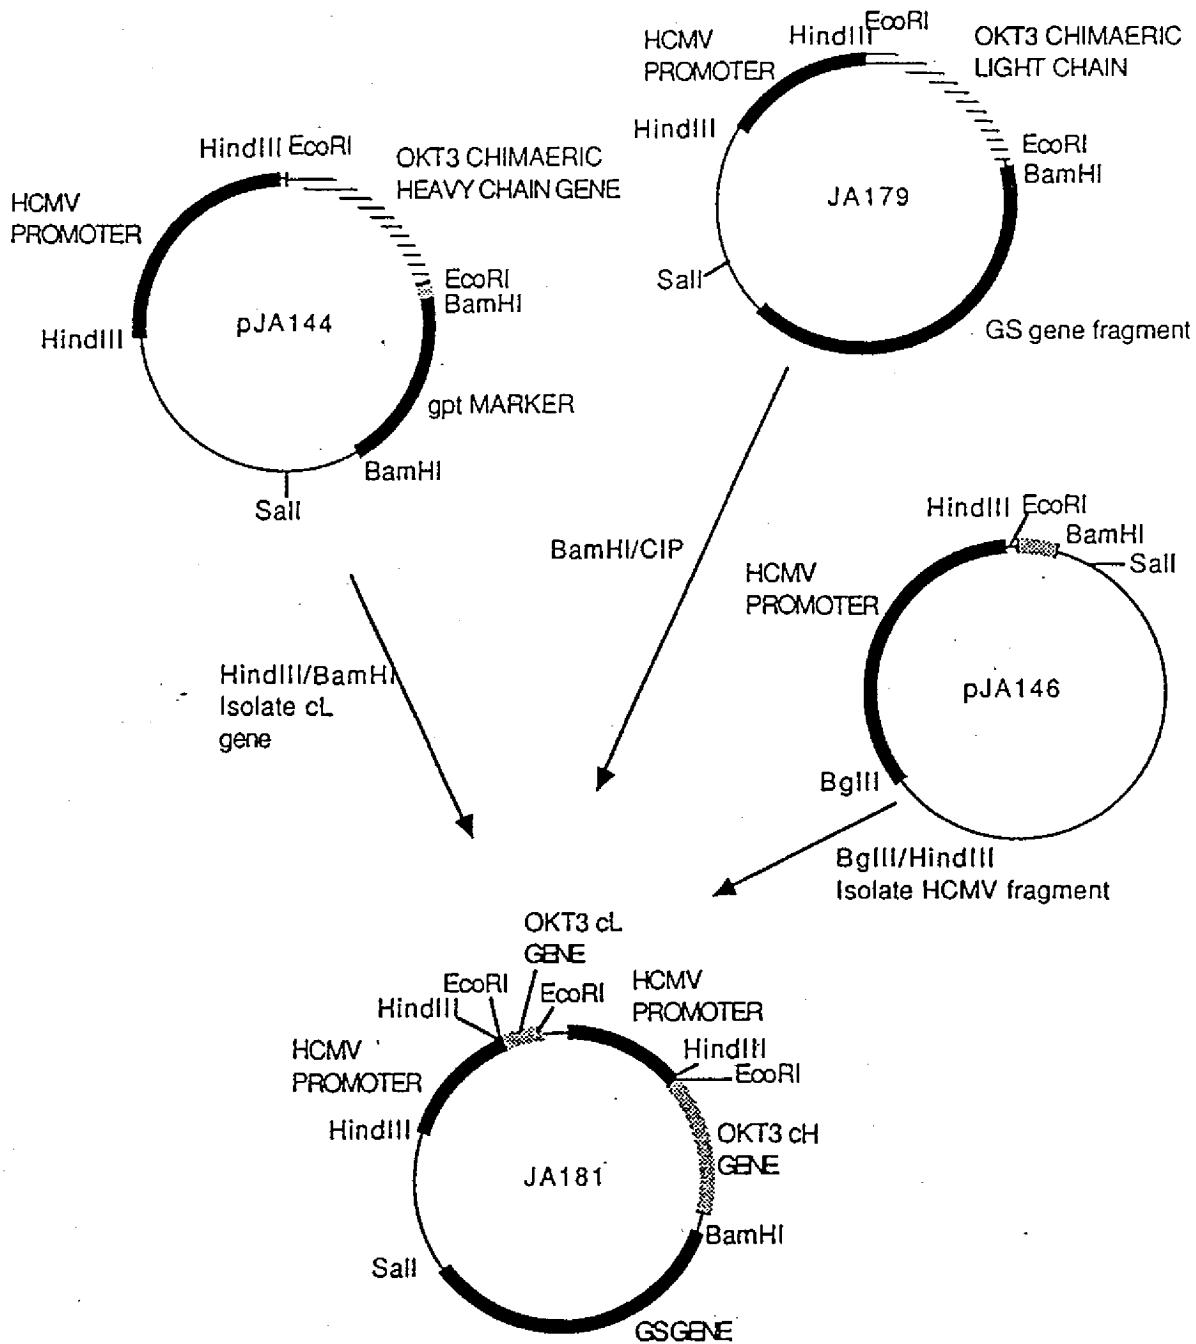 HCMV
PROMOTER
HindIII
EcoRI
OKT3 CHIMAERIC
LIGHT CHAIN
HindIII
EcoRI
BamHI
JA179
SalI
GS gene fragment
HindIII
EcoRI
OKT3 CHIMAERIC
HEAVY CHAIN GENE
HCMV
PROMOTER
EcoRI
BamHI
HindIII
pJA144
gpt MARKER
BamHI
SalI
BamHI/CIP
HindIII
EcoRI
BamHI
SalI
HCMV
PROMOTER
pJA146
BglII
HindIII/BamHI
Isolate cL
gene
BglII/HindIII
Isolate HCMV fragment
OKT3 cL
GENE
EcoRI
EcoRI
HindIII
HCMV
PROMOTER
HindIII
EcoRI
HCMV
PROMOTER
HindIII
OKT3 cH
GENE
JA181
BamHI
SalI
GS GENE